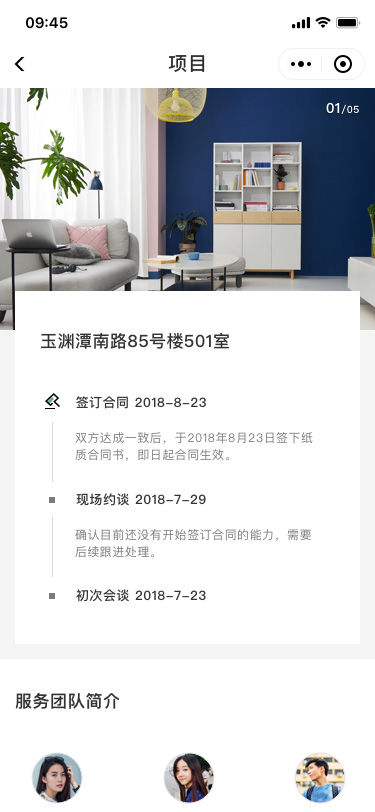 09:45
项目
01/05
玉渊潭南路85号楼501室
签订合同 2018-8-23
双方达成一致后，于2018年8月23日签下纸
质合同书，即日起合同生效。
现场约谈 2018-7-29
确认目前还没有开始签订合同的能力，需要
后续跟进处理。
初次会谈 2018-7-23
服务团队简介